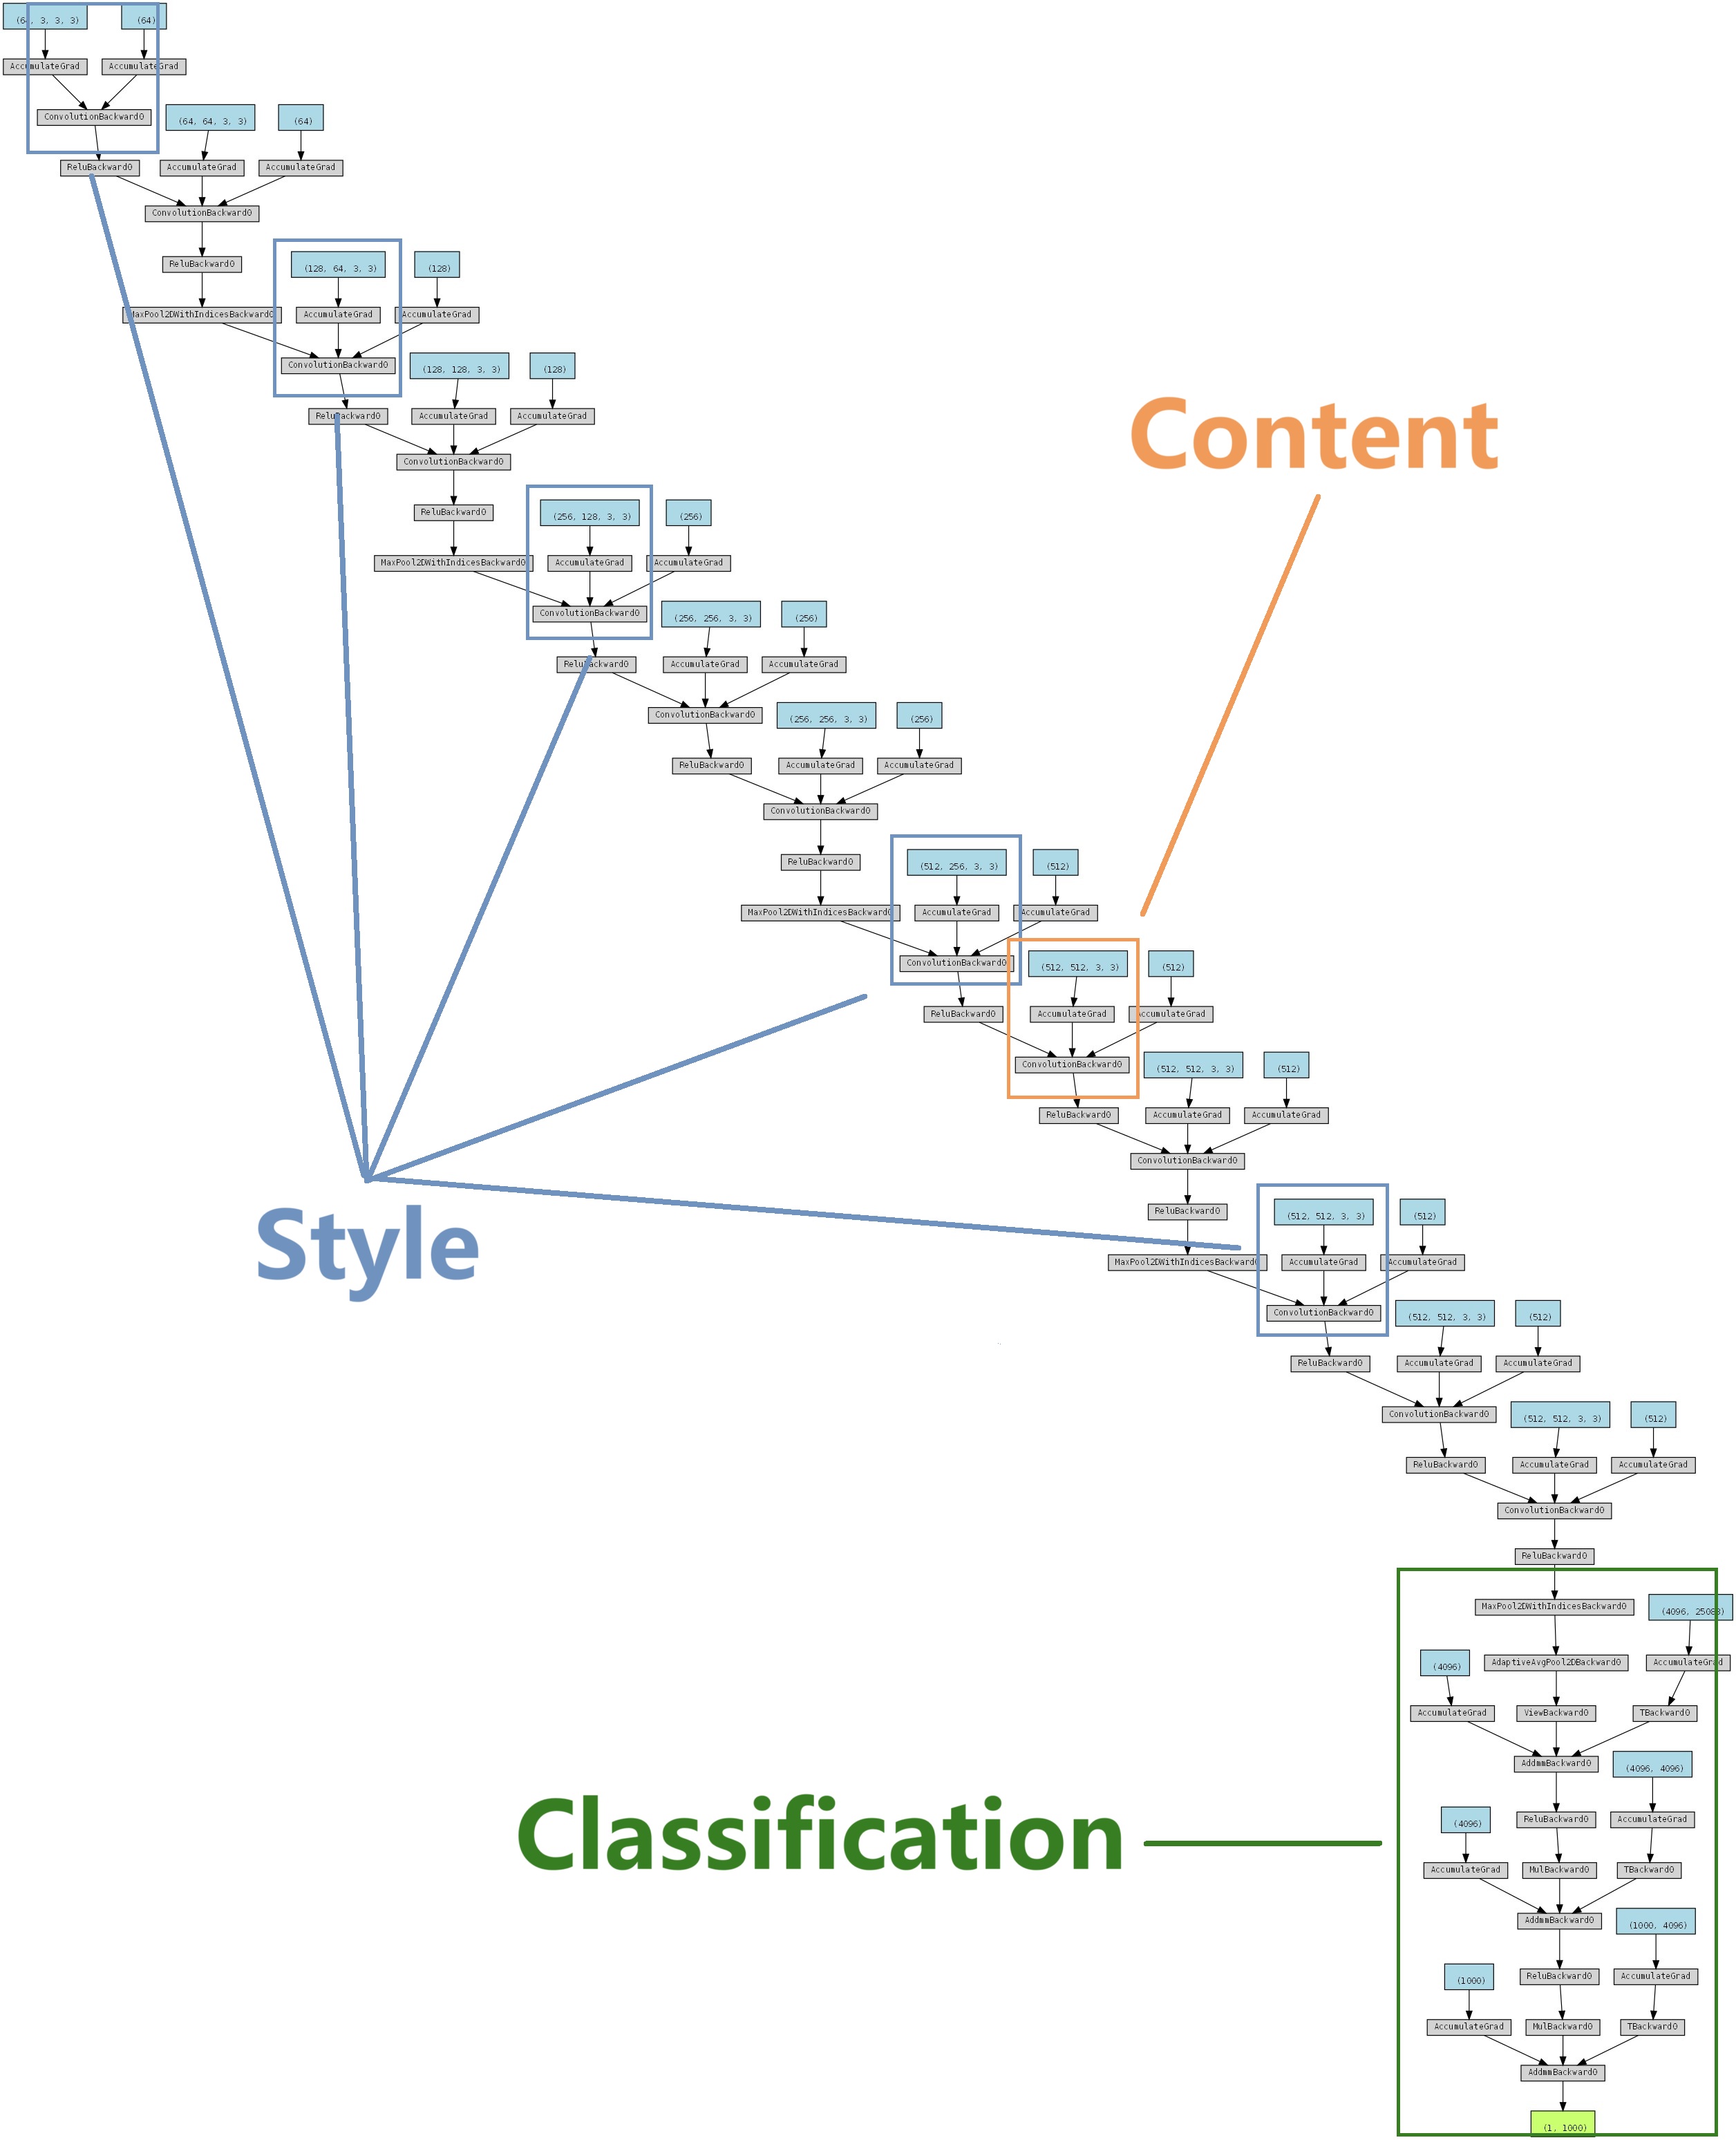 (64, 3, 3, 3) (64)
AccumulateGrad AccumulateGrad
ConvolutionBackward0 (64, 64, 3, 3) (64)
ReluBackward0 AccumulateGrad AccumulateGrad
ConvolutionBackward0
ReluBackward0 (128, 64, 3, 3) (128)
MaxPool2DWithIndicesBackward0 AccumulateGrad AccumulateGrad
ConvolutionBackward0 (128, 128, 3, 3) (128)
ReluBackward0 AccumulateGrad AccumulateGrad
Content
ConvolutionBackward0
ReluBackward0 (256, 128, 3, 3) (256)
MaxPool2DWithIndicesBackward0 AccumulateGrad AccumulateGrad
ConvolutionBackward0 (256, 256, 3, 3) (256)
ReluBackward0 AccumulateGrad AccumulateGrad
ConvolutionBackward0 (256, 256, 3, 3) (256)
ReluBackward0 AccumulateGrad AccumulateGrad
ConvolutionBackward0
ReluBackward0 (512, 256, 3, 3) (512)
MaxPool2DWithIndicesBackward0 AccumulateGrad AccumulateGrad
ConvolutionBackward0 (512, 512, 3, 3) (512)
ReluBackward0 AccumulateGrad AccumulateGrad
ConvolutionBackward0 (512, 512, 3, 3) (512)
ReluBackward0 AccumulateGrad AccumulateGrad
ConvolutionBackward0
ReluBackward0 (512, 512, 3, 3) (512)
Style
MaxPool2DWithIndicesBackward0 AccumulateGrad AccumulateGrad
ConvolutionBackward0 (512, 512, 3, 3) (512)
ReluBackward0 AccumulateGrad AccumulateGrad
ConvolutionBackward0 (512, 512, 3, 3) (512)
ReluBackward0 AccumulateGrad AccumulateGrad
ConvolutionBackward0
ReluBackward0
MaxPool2DWithIndicesBackward0 (4096, 25088)
(4096) AdaptiveAvgPool2DBackward0 AccumulateGrad
AccumulateGrad ViewBackward0 TBackward0
AddmmBackward0 (4096, 4096)
(4096) ReluBackward0 AccumulateGrad
Classification
AccumulateGrad MulBackward0 TBackward0
AddmmBackward0 (1000, 4096)
(1000) ReluBackward0 AccumulateGrad
AccumulateGrad MulBackward0 TBackward0
AddmmBackward0
(1, 1000)